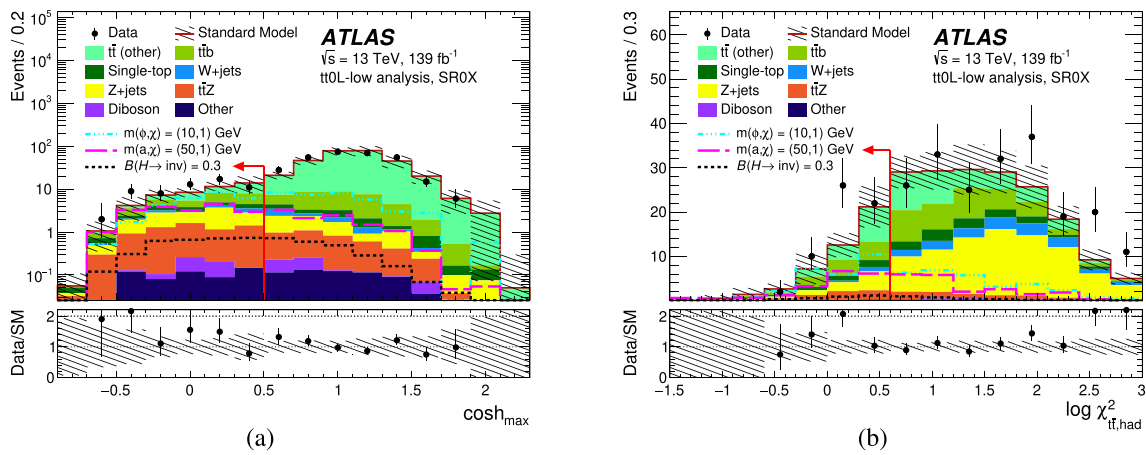 Events / 0.2
10⁵
10⁴
10³
10²
10
1
10⁻¹
Data
Standard Model
tt̄ (other)
tt̄b
Single-top
W+jets
Z+jets
tt̄Z
Diboson
Other
m(ϕ,χ) = (10,1) GeV
m(a,χ) = (50,1) GeV
B(H→ inv) = 0.3
ATLAS
√s = 13 TeV, 139 fb⁻¹
tt0L-low analysis, SR0X
Data/SM
2
1
0
−0.5 0 0.5 1 1.5 2
cosh_max
(a)
Events / 0.3
60
50
40
30
20
10
Data
Standard Model
tt̄ (other)
tt̄b
Single-top
W+jets
Z+jets
tt̄Z
Diboson
Other
m(ϕ,χ) = (10,1) GeV
m(a,χ) = (50,1) GeV
B(H→ inv) = 0.3
ATLAS
√s = 13 TeV, 139 fb⁻¹
tt0L-low analysis, SR0X
Data/SM
2
1
0
−1.5 −1 −0.5 0 0.5 1 1.5 2 2.5 3
log χ²_tt̄,had
(b)